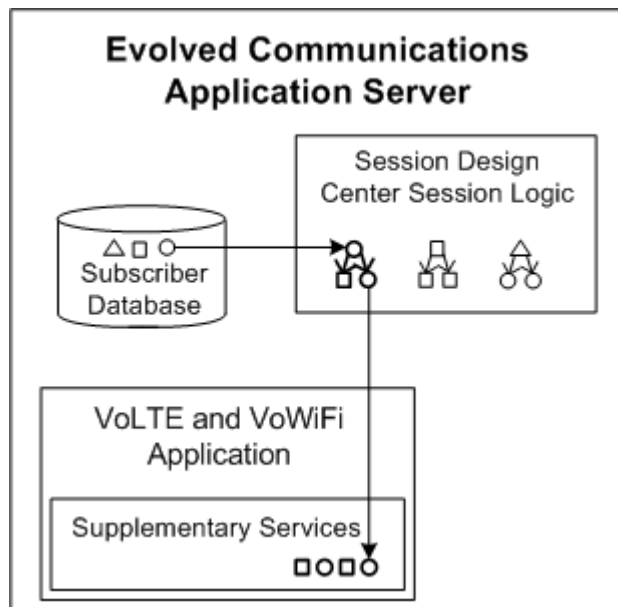 Evolved Communications
Application Server
Session Design
Center Session Logic
Subscriber
Database
VoLTE and VoWiFi
Application
Supplementary Services